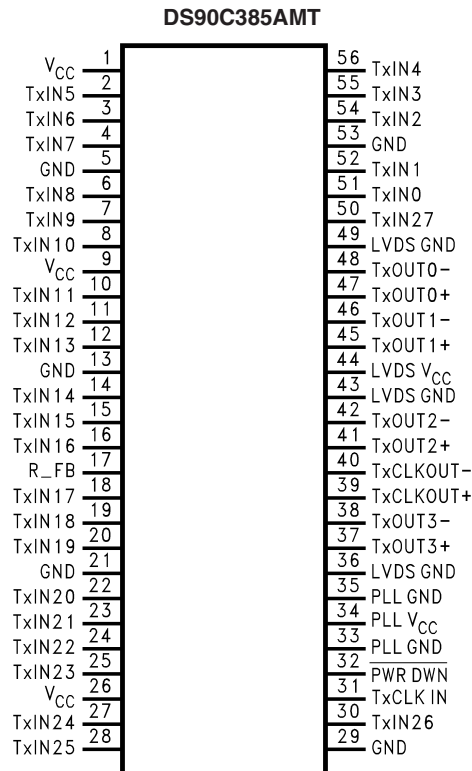 DS90C385AMT
VCC 1
TxIN5 2
TxIN6 3
TxIN7 4
GND 5
TxIN8 6
TxIN9 7
TxIN10 8
VCC 9
TxIN11 10
TxIN12 11
TxIN13 12
GND 13
TxIN14 14
TxIN15 15
TxIN16 16
R_FB 17
TxIN17 18
TxIN18 19
TxIN19 20
GND 21
TxIN20 22
TxIN21 23
TxIN22 24
TxIN23 25
VCC 26
TxIN24 27
TxIN25 28
56 TxIN4
55 TxIN3
54 TxIN2
53 GND
52 TxIN1
51 TxIN0
50 TxIN27
49 LVDS GND
48 TxOUT0-
47 TxOUT0+
46 TxOUT1-
45 TxOUT1+
44 LVDS VCC
43 LVDS GND
42 TxOUT2-
41 TxOUT2+
40 TxCLKOUT-
39 TxCLKOUT+
38 TxOUT3-
37 TxOUT3+
36 LVDS GND
35 PLL GND
34 PLL VCC
33 PLL GND
32 PWR DWN
31 TxCLK IN
30 TxIN26
29 GND